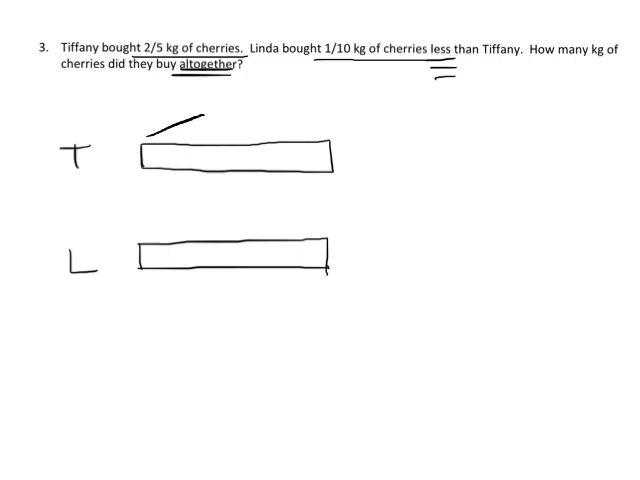 3. Tiffany bought 2/5 kg of cherries. Linda bought 1/10 kg of cherries less than Tiffany. How many kg of
cherries did they buy altogether?
T
L